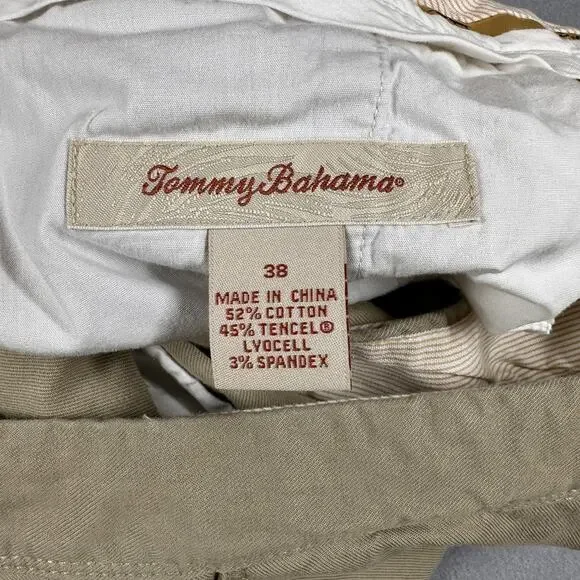 Tommy Bahama®
38
MADE IN CHINA
52% COTTON
45% TENCEL®
LYOCELL
3% SPANDEX